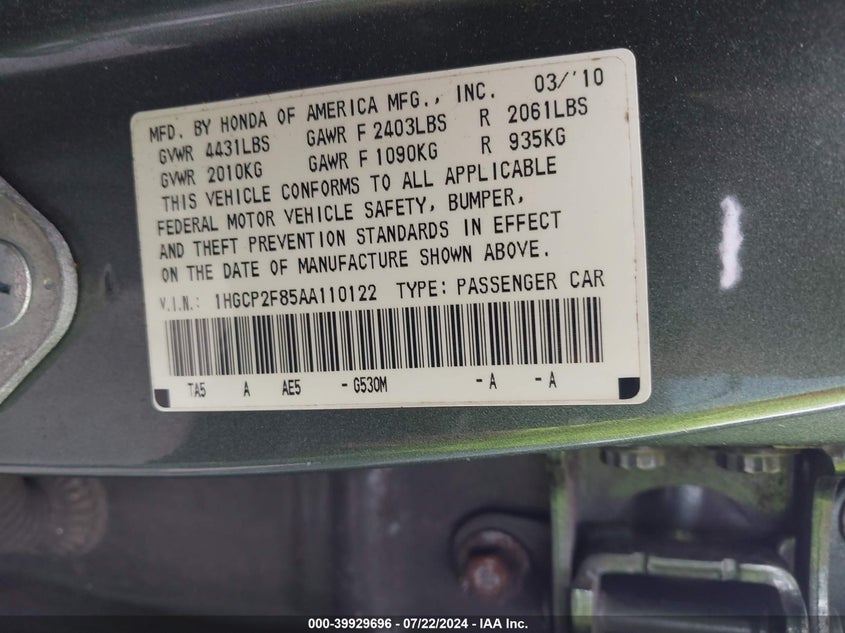 MFD. BY HONDA OF AMERICA MFG., INC. 03/'10
GVWR 4431LBS GAWR F 2403LBS R 2061LBS
GVWR 2010KG GAWR F 1090KG R 935KG
THIS VEHICLE CONFORMS TO ALL APPLICABLE
FEDERAL MOTOR VEHICLE SAFETY, BUMPER,
AND THEFT PREVENTION STANDARDS IN EFFECT
ON THE DATE OF MANUFACTURE SHOWN ABOVE.
V.I.N.: 1HGCP2F85AA110122 TYPE: PASSENGER CAR
TA5 A AE5 -G530M -A -A
000-39929696 - 07/22/2024 - IAA Inc.